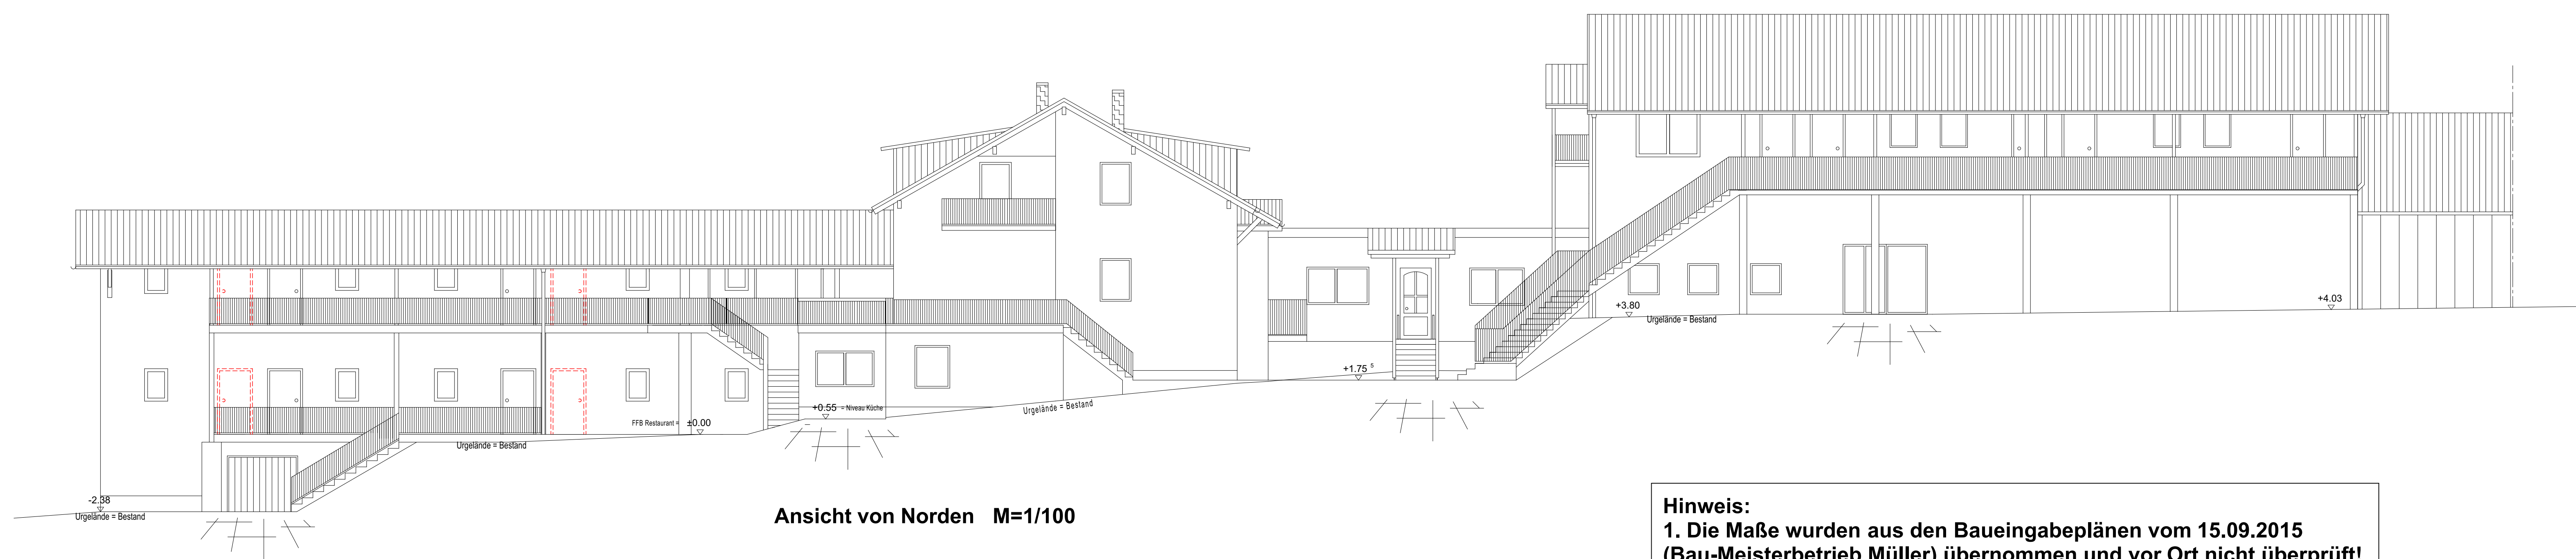 +3.80
Urgelände = Bestand
+4.03
+1.75 5
Urgelände = Bestand
+0.55 = Niveau Küche
FFB Restaurant = ±0.00
Urgelände = Bestand
-2.38
Urgelände = Bestand
Ansicht von Norden M=1/100
Hinweis:
1. Die Maße wurden aus den Baueingabeplänen vom 15.09.2015
(Bau-Meisterbetrieb Müller) übernommen und vor Ort nicht überprüft!